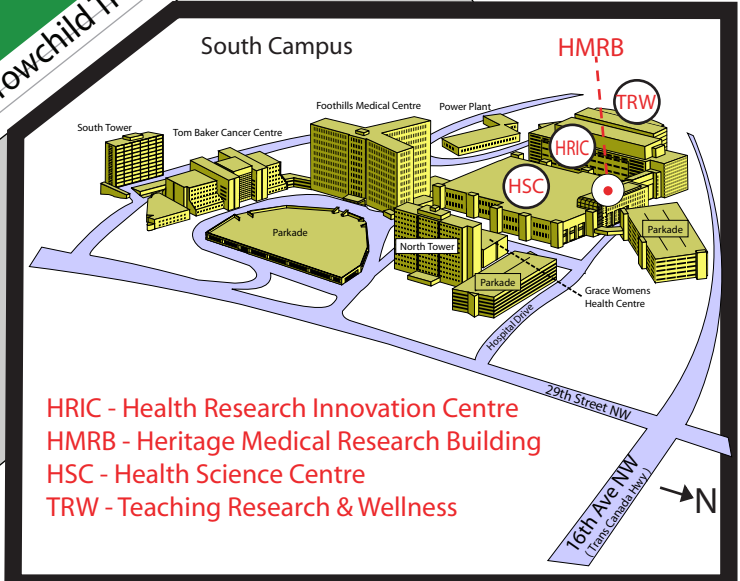 owchild Tr
South Campus
HMRB
TRW
Foothills Medical Centre
Power Plant
South Tower
Tom Baker Cancer Centre
HRIC
HSC
Parkade
Parkade
North Tower
Parkade
Grace Womens
Health Centre
Hospital Drive
29th Street NW
HRIC - Health Research Innovation Centre
HMRB - Heritage Medical Research Building
HSC - Health Science Centre
TRW - Teaching Research & Wellness
16th Ave NW
( Trans Canada Hwy )
N